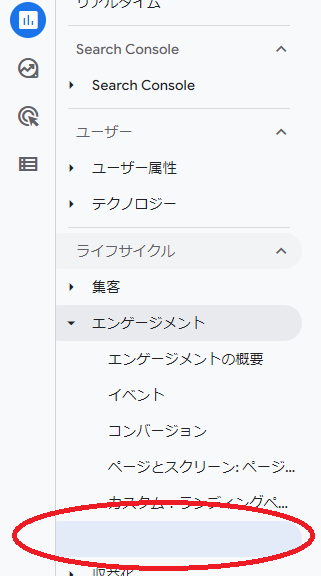 リアルタイム
Search Console
Search Console
ユーザー
ユーザー属性
テクノロジー
ライフサイクル
集客
エンゲージメント
エンゲージメントの概要
イベント
コンバージョン
ページとスクリーン: ページ...
カスタム：ランディングペ...
収益化